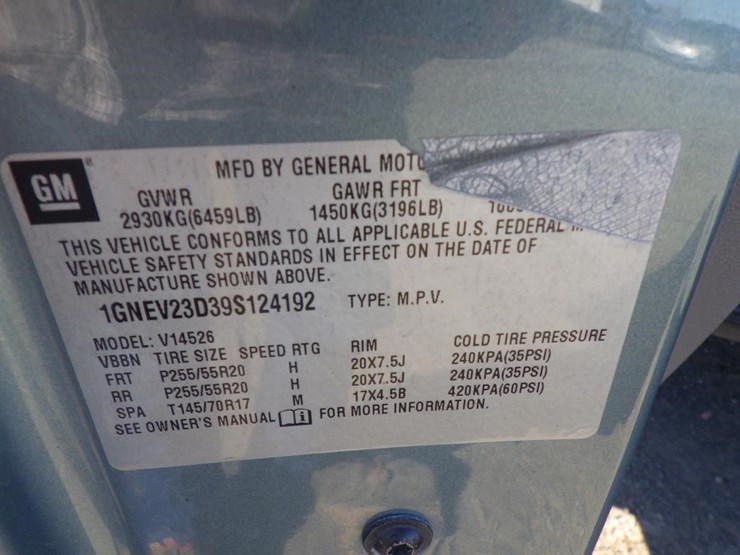 GM ®
MFD BY GENERAL
GVWR GAWR FRT
2930KG(6459LB) 1450KG(3196LB)
THIS VEHICLE CONFORMS TO ALL APPLICABLE U.S. FEDERAL
VEHICLE SAFETY STANDARDS IN EFFECT ON THE DATE OF
MANUFACTURE SHOWN ABOVE.
1GNEV23D39S124192 TYPE: M.P.V.
MODEL: V14526
VBBN TIRE SIZE SPEED RTG RIM COLD TIRE PRESSURE
FRT P255/55R20 H 20X7.5J 240KPA(35PSI)
RR P255/55R20 H 20X7.5J 240KPA(35PSI)
SPA T145/70R17 M 17X4.5B 420KPA(60PSI)
SEE OWNER'S MANUAL i FOR MORE INFORMATION.